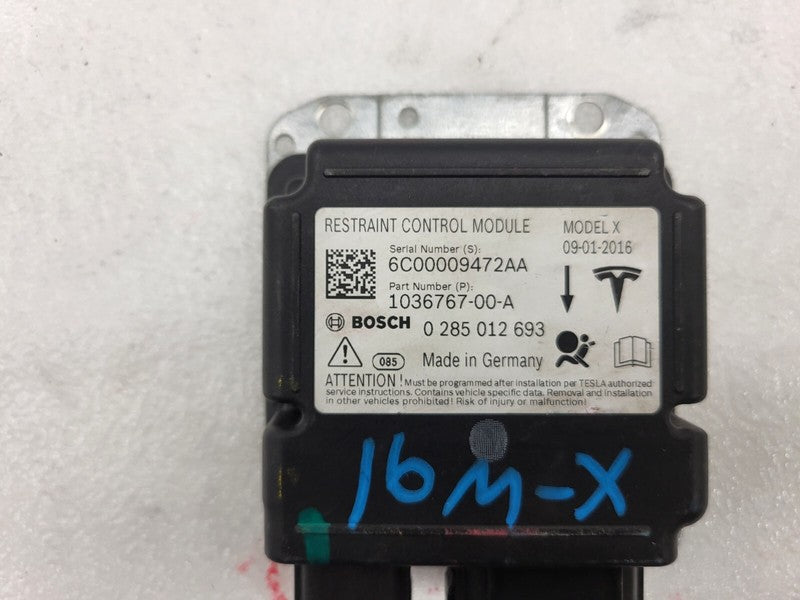 RESTRAINT CONTROL MODULE MODEL X
09-01-2016
Serial Number (S):
6C00009472AA
Part Number (P):
1036767-00-A
BOSCH 0 285 012 693
085 Made in Germany
ATTENTION ! Must be programmed after installation per TESLA authorized
service instructions. Contains vehicle specific data. Removal and installation
in other vehicles prohibited! Risk of injury or malfunction!
16 M-X